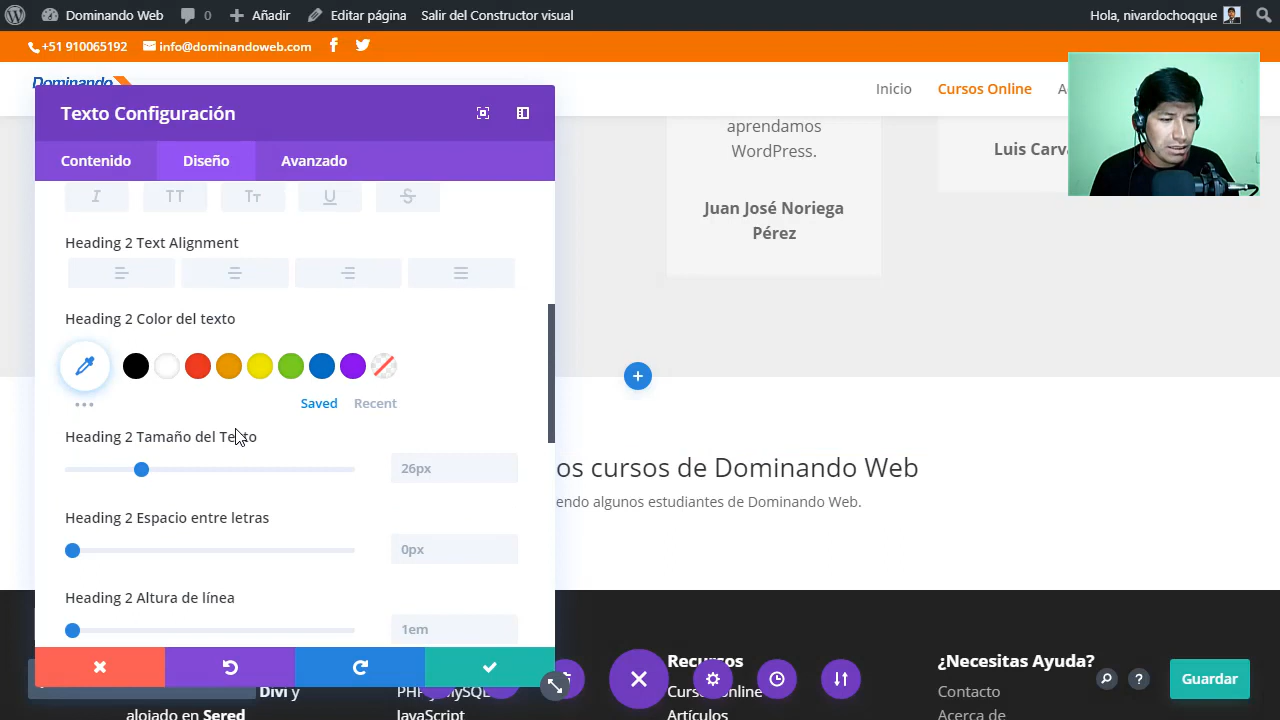 Dominando Web
0
Añadir
Editar página
Salir del Constructor visual
Hola, nivardochoqque
+51 910065192
info@dominandoweb.com
Dominando
Inicio
Cursos Online
Texto Configuración
Contenido
Diseño
Avanzado
aprendamos
WordPress.
Juan José Noriega
Pérez
Luis Carva
I
TT
TT
U
S
Heading 2 Text Alignment
Heading 2 Color del texto
Saved
Recent
Heading 2 Tamaño del Texto
26px
Heading 2 Espacio entre letras
0px
Heading 2 Altura de línea
1em
os cursos de Dominando Web
endo algunos estudiantes de Dominando Web.
Divi y
alojado en Sered
PHP y MySQL
JavaScript
Recursos
Cursos Online
Artículos
¿Necesitas Ayuda?
Contacto
Acerca de
?
Guardar